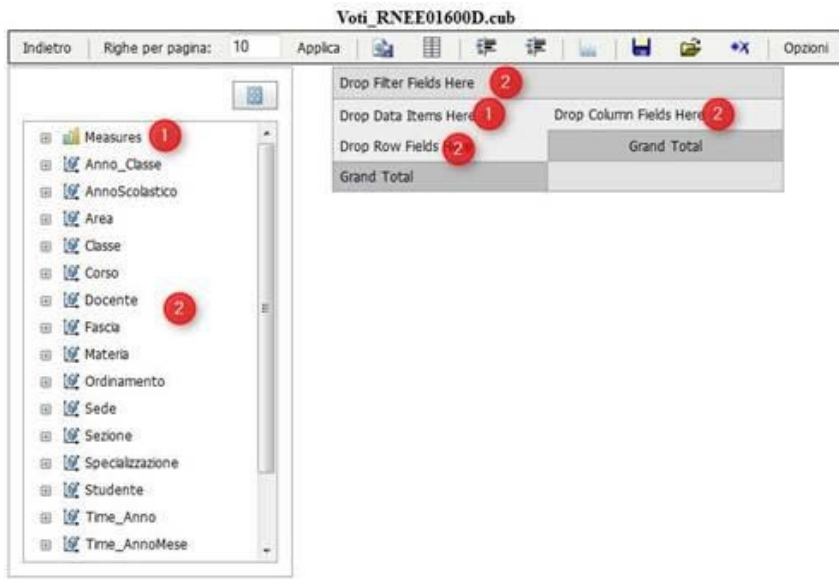 Voti_RNEE01600D.cub
Indietro Righe per pagina: 10 Applica Opzioni
Drop Filter Fields Here 2
Drop Data Items Here 1 Drop Column Fields Here 2
Drop Row Fields 2 Grand Total
Grand Total
Measures 1
Anno_Classe
AnnoScolastico
Area
Classe
Corso
Docente 2
Fascia
Materia
Ordinamento
Sede
Sezione
Specializzazione
Studente
Time_Anno
Time_AnnoMese